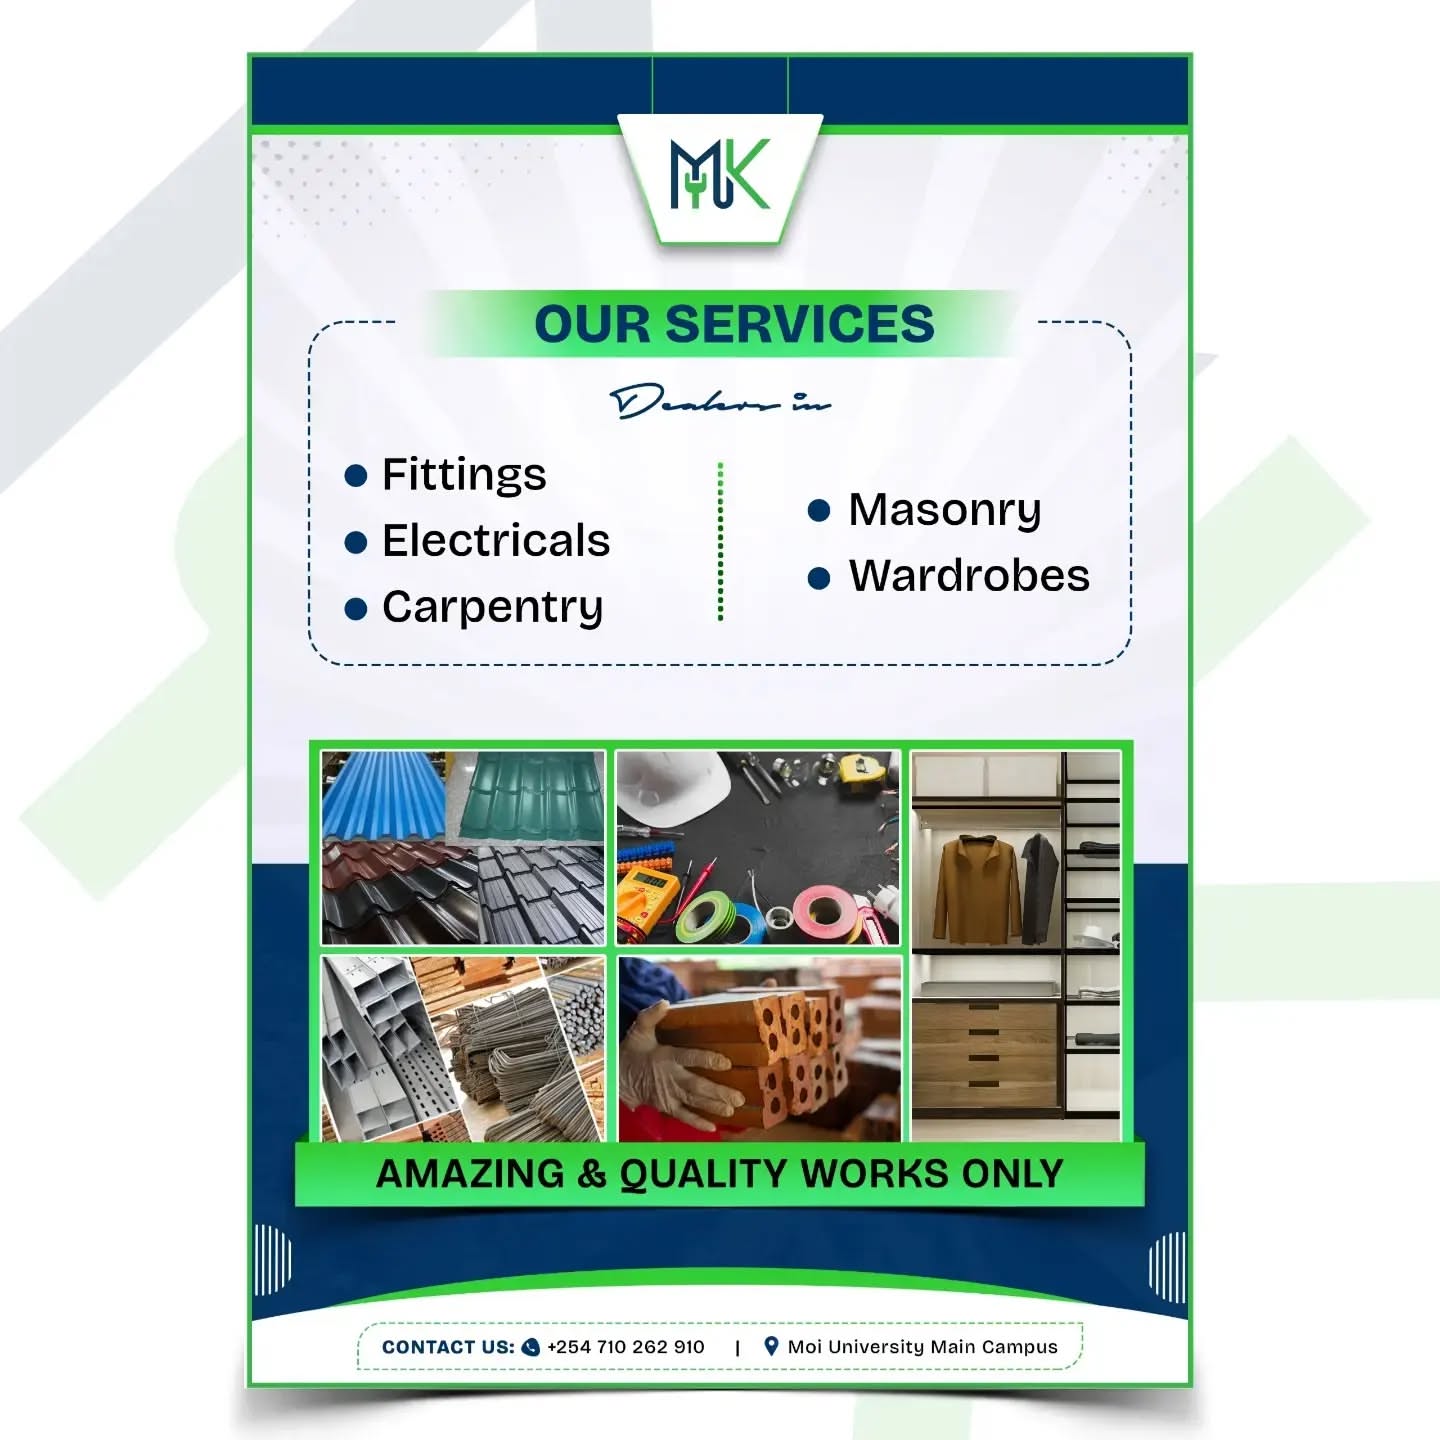 MK
OUR SERVICES
Dealers in
Fittings
Electricals
Carpentry
Masonry
Wardrobes
AMAZING & QUALITY WORKS ONLY
CONTACT US: +254 710 262 910 | Moi University Main Campus